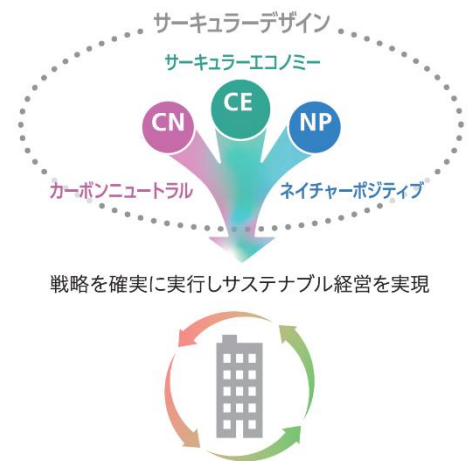 サーキュラーデザイン
サーキュラーエコノミー
CN
CE
NP
カーボンニュートラル
ネイチャーポジティブ
戦略を確実に実行しサステナブル経営を実現